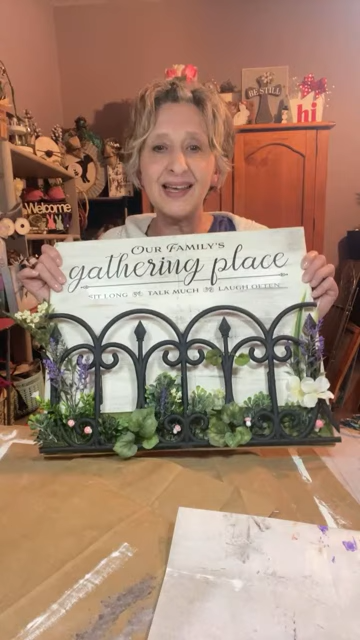 BE STILL
hi
Welcome
OUR FAMILY'S
gathering place
SIT LONG TALK MUCH LAUGH OFTEN